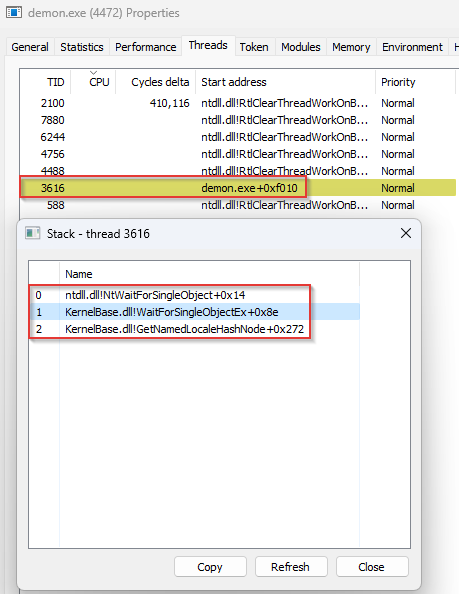 demon.exe (4472) Properties
General Statistics Performance Threads Token Modules Memory Environment
TID CPU Cycles delta Start address Priority
2100 410,116 ntdll.dll!RtlClearThreadWorkOnB... Normal
7880 ntdll.dll!RtlClearThreadWorkOnB... Normal
6244 ntdll.dll!RtlClearThreadWorkOnB... Normal
4756 ntdll.dll!RtlClearThreadWorkOnB... Normal
4488 ntdll.dll!RtlClearThreadWorkOnB... Normal
3616 demon.exe+0xf010 Normal
588 ntdll.dll!RtlClearThreadWorkOnB... Normal
Stack - thread 3616
Name
0 ntdll.dll!NtWaitForSingleObject+0x14
1 KernelBase.dll!WaitForSingleObjectEx+0x8e
2 KernelBase.dll!GetNamedLocaleHashNode+0x272
Copy Refresh Close